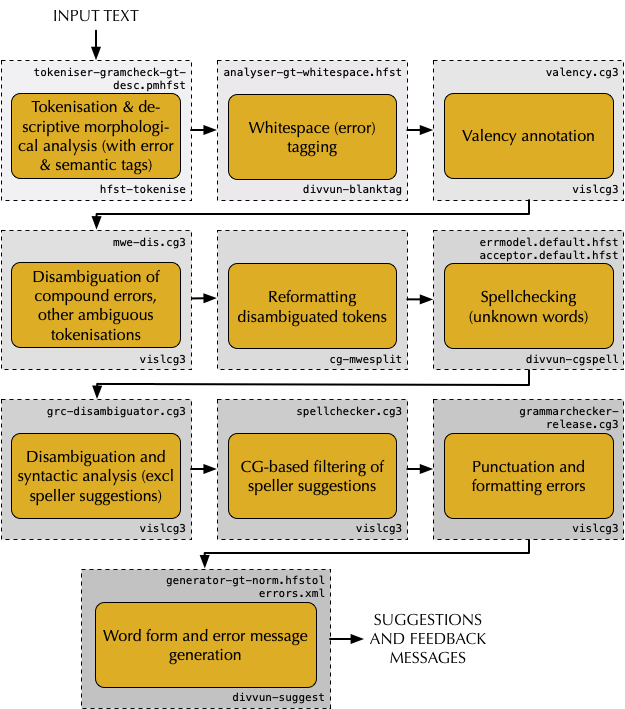 INPUT TEXT
tokeniser-gramcheck-gt-
desc.pmhfst
Tokenisation & de-
scriptive morphologi-
cal analysis (with error
& semantic tags)
hfst-tokenise
analyser-gt-whitespace.hfst
Whitespace (error)
tagging
divvun-blanktag
valency.cg3
Valency annotation
vislcg3
mwe-dis.cg3
Disambiguation of
compound errors,
other ambiguous
tokenisations
vislcg3
Reformatting
disambiguated tokens
cg-mwesplit
errmodel.default.hfst
acceptor.default.hfst
Spellchecking
(unknown words)
divvun-cgspell
grc-disambiguator.cg3
Disambiguation and
syntactic analysis (excl
speller suggestions)
vislcg3
spellchecker.cg3
CG-based filtering of
speller suggestions
vislcg3
grammarchecker-
release.cg3
Punctuation and
formatting errors
vislcg3
generator-gt-norm.hfstol
errors.xml
Word form and error message
generation
divvun-suggest
SUGGESTIONS
AND FEEDBACK
MESSAGES